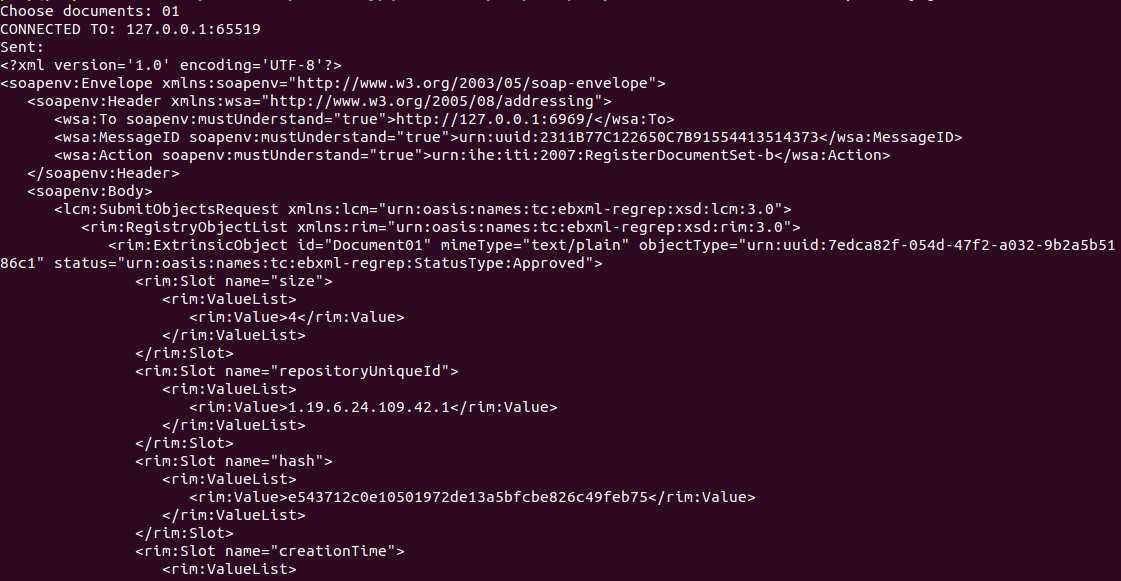 Choose documents: 01
CONNECTED TO: 127.0.0.1:65519
Sent:
<?xml version='1.0' encoding='UTF-8'?>
<soapenv:Envelope xmlns:soapenv="http://www.w3.org/2003/05/soap-envelope">
<soapenv:Header xmlns:wsa="http://www.w3.org/2005/08/addressing">
<wsa:To soapenv:mustUnderstand="true">http://127.0.0.1:6969/</wsa:To>
<wsa:MessageID soapenv:mustUnderstand="true">urn:uuid:2311B77C122650C7B91554413514373</wsa:MessageID>
<wsa:Action soapenv:mustUnderstand="true">urn:ihe:iti:2007:RegisterDocumentSet-b</wsa:Action>
</soapenv:Header>
<soapenv:Body>
<lcm:SubmitObjectsRequest xmlns:lcm="urn:oasis:names:tc:ebxml-regrep:xsd:lcm:3.0">
<rim:RegistryObjectList xmlns:rim="urn:oasis:names:tc:ebxml-regrep:xsd:rim:3.0">
<rim:ExtrinsicObject id="Document01" mimeType="text/plain" objectType="urn:uuid:7edca82f-054d-47f2-a032-9b2a5b51
86c1" status="urn:oasis:names:tc:ebxml-regrep:StatusType:Approved">
<rim:Slot name="size">
<rim:ValueList>
<rim:Value>4</rim:Value>
</rim:ValueList>
</rim:Slot>
<rim:Slot name="repositoryUniqueId">
<rim:ValueList>
<rim:Value>1.19.6.24.109.42.1</rim:Value>
</rim:ValueList>
</rim:Slot>
<rim:Slot name="hash">
<rim:ValueList>
<rim:Value>e543712c0e10501972de13a5bfcbe826c49feb75</rim:Value>
</rim:ValueList>
</rim:Slot>
<rim:Slot name="creationTime">
<rim:ValueList>